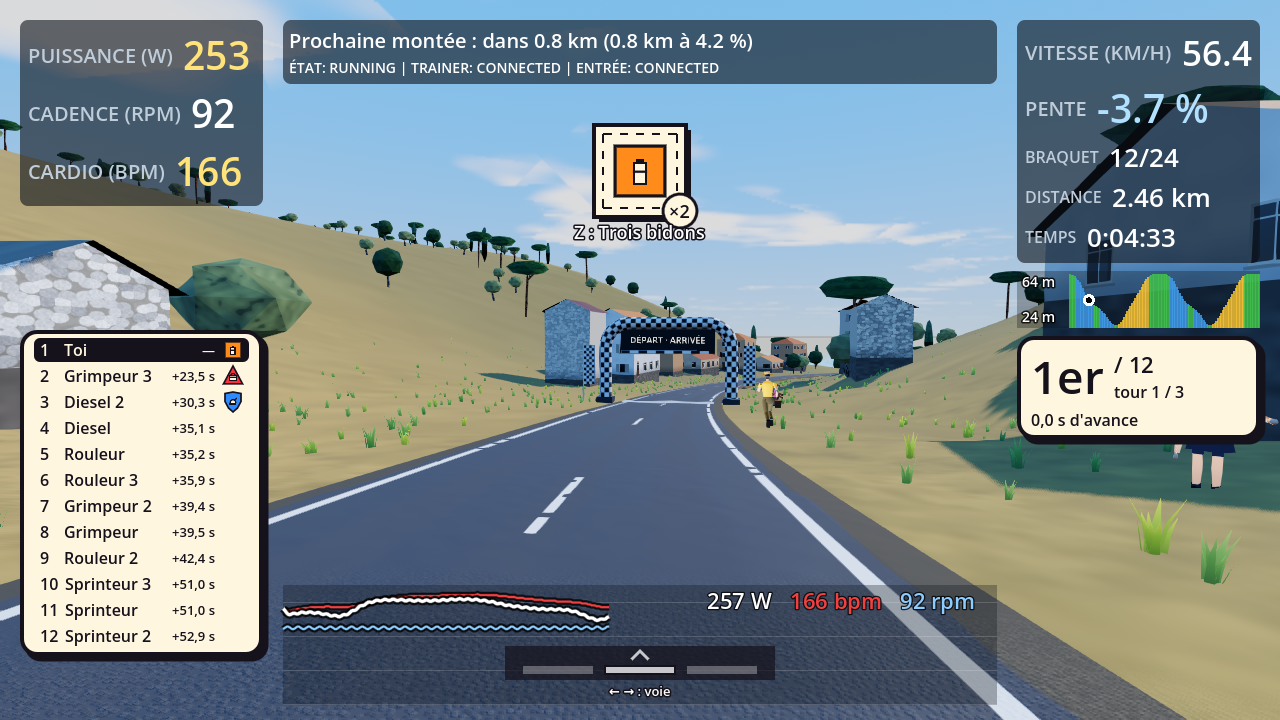 PUISSANCE (W) 253
CADENCE (RPM) 92
CARDIO (BPM) 166
Prochaine montée : dans 0.8 km (0.8 km à 4.2 %)
ÉTAT: RUNNING | TRAINER: CONNECTED | ENTRÉE: CONNECTED
×2
Z : Trois bidons
VITESSE (KM/H) 56.4
PENTE -3.7 %
BRAQUET 12/24
DISTANCE 2.46 km
TEMPS 0:04:33
64 m
24 m
1er / 12
tour 1 / 3
0,0 s d'avance
DÉPART · ARRIVÉE
1 Toi —
2 Grimpeur 3 +23,5 s
3 Diesel 2 +30,3 s
4 Diesel +35,1 s
5 Rouleur +35,2 s
6 Rouleur 3 +35,9 s
7 Grimpeur 2 +39,4 s
8 Grimpeur +39,5 s
9 Rouleur 2 +42,4 s
10 Sprinteur 3 +51,0 s
11 Sprinteur +51,0 s
12 Sprinteur 2 +52,9 s
257 W 166 bpm 92 rpm
← → : voie